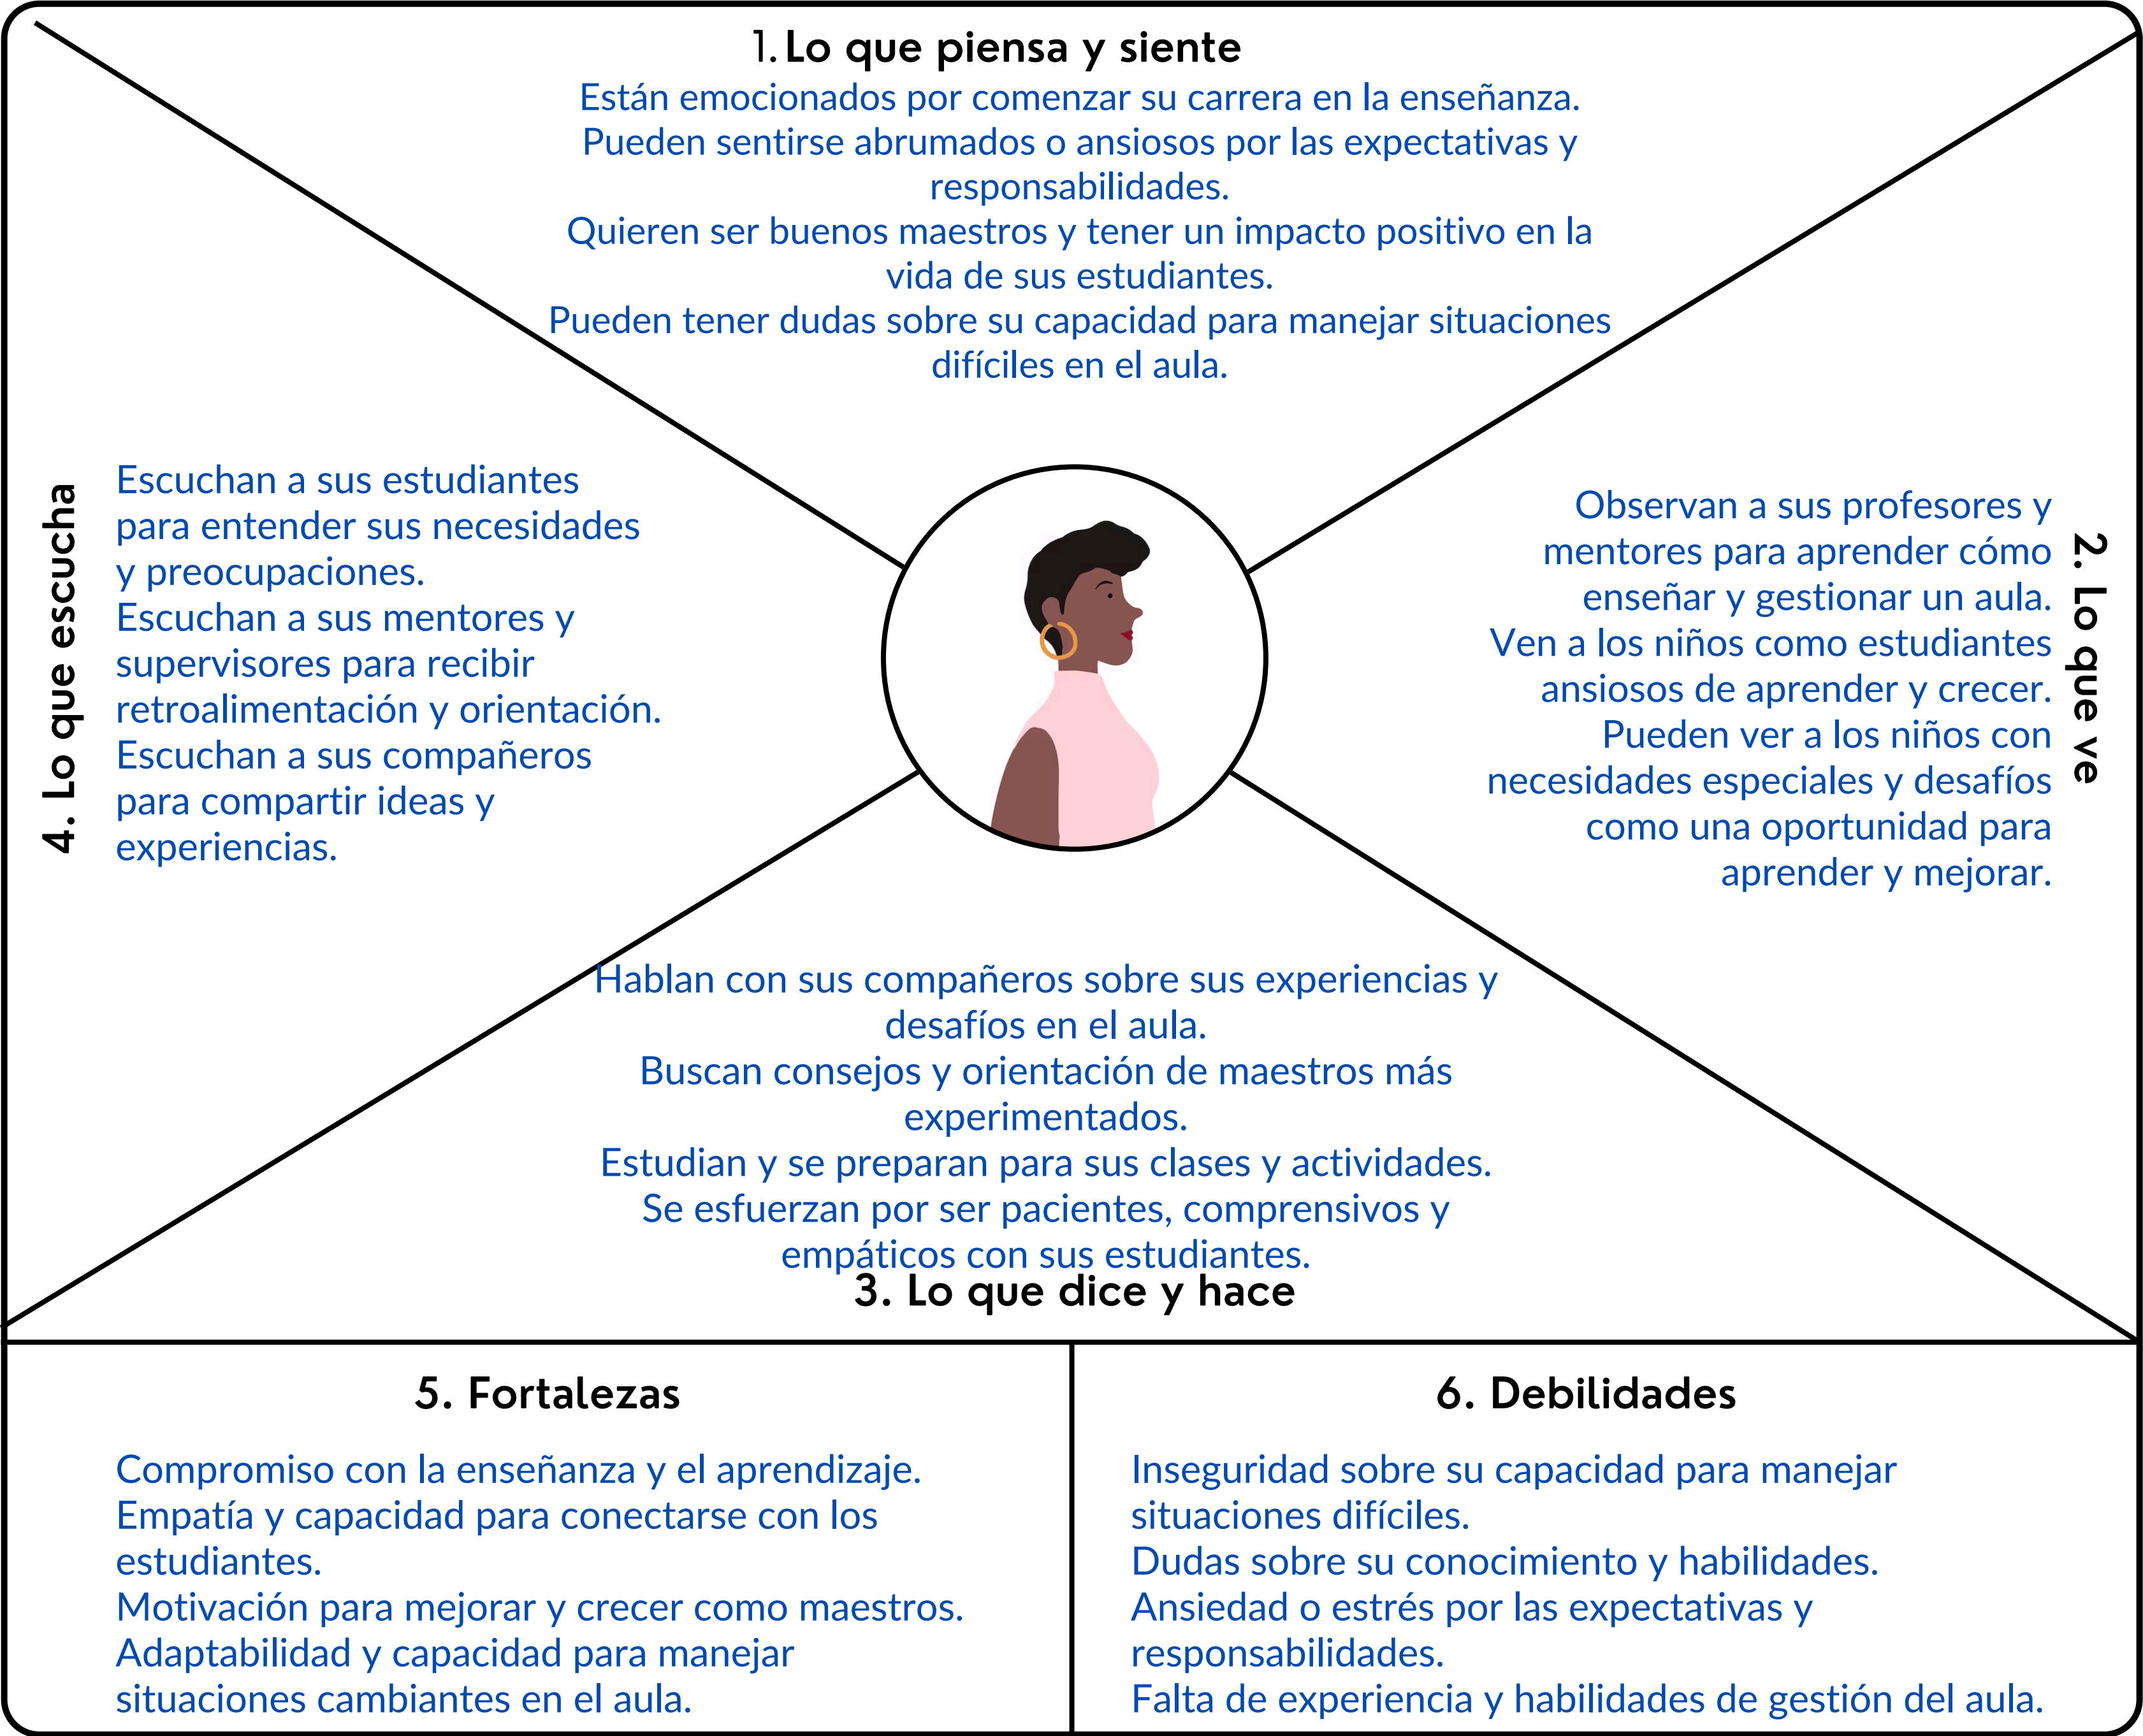 1. Lo que piensa y siente
Están emocionados por comenzar su carrera en la enseñanza.
Pueden sentirse abrumados o ansiosos por las expectativas y
responsabilidades.
Quieren ser buenos maestros y tener un impacto positivo en la
vida de sus estudiantes.
Pueden tener dudas sobre su capacidad para manejar situaciones
difíciles en el aula.
4. Lo que escucha
Escuchan a sus estudiantes
para entender sus necesidades
y preocupaciones.
Escuchan a sus mentores y
supervisores para recibir
retroalimentación y orientación.
Escuchan a sus compañeros
para compartir ideas y
experiencias.
2. Lo que ve
Observan a sus profesores y
mentores para aprender cómo
enseñar y gestionar un aula.
Ven a los niños como estudiantes
ansiosos de aprender y crecer.
Pueden ver a los niños con
necesidades especiales y desafíos
como una oportunidad para
aprender y mejorar.
Hablan con sus compañeros sobre sus experiencias y
desafíos en el aula.
Buscan consejos y orientación de maestros más
experimentados.
Estudian y se preparan para sus clases y actividades.
Se esfuerzan por ser pacientes, comprensivos y
empáticos con sus estudiantes.
3. Lo que dice y hace
5. Fortalezas
Compromiso con la enseñanza y el aprendizaje.
Empatía y capacidad para conectarse con los
estudiantes.
Motivación para mejorar y crecer como maestros.
Adaptabilidad y capacidad para manejar
situaciones cambiantes en el aula.
6. Debilidades
Inseguridad sobre su capacidad para manejar
situaciones difíciles.
Dudas sobre su conocimiento y habilidades.
Ansiedad o estrés por las expectativas y
responsabilidades.
Falta de experiencia y habilidades de gestión del aula.